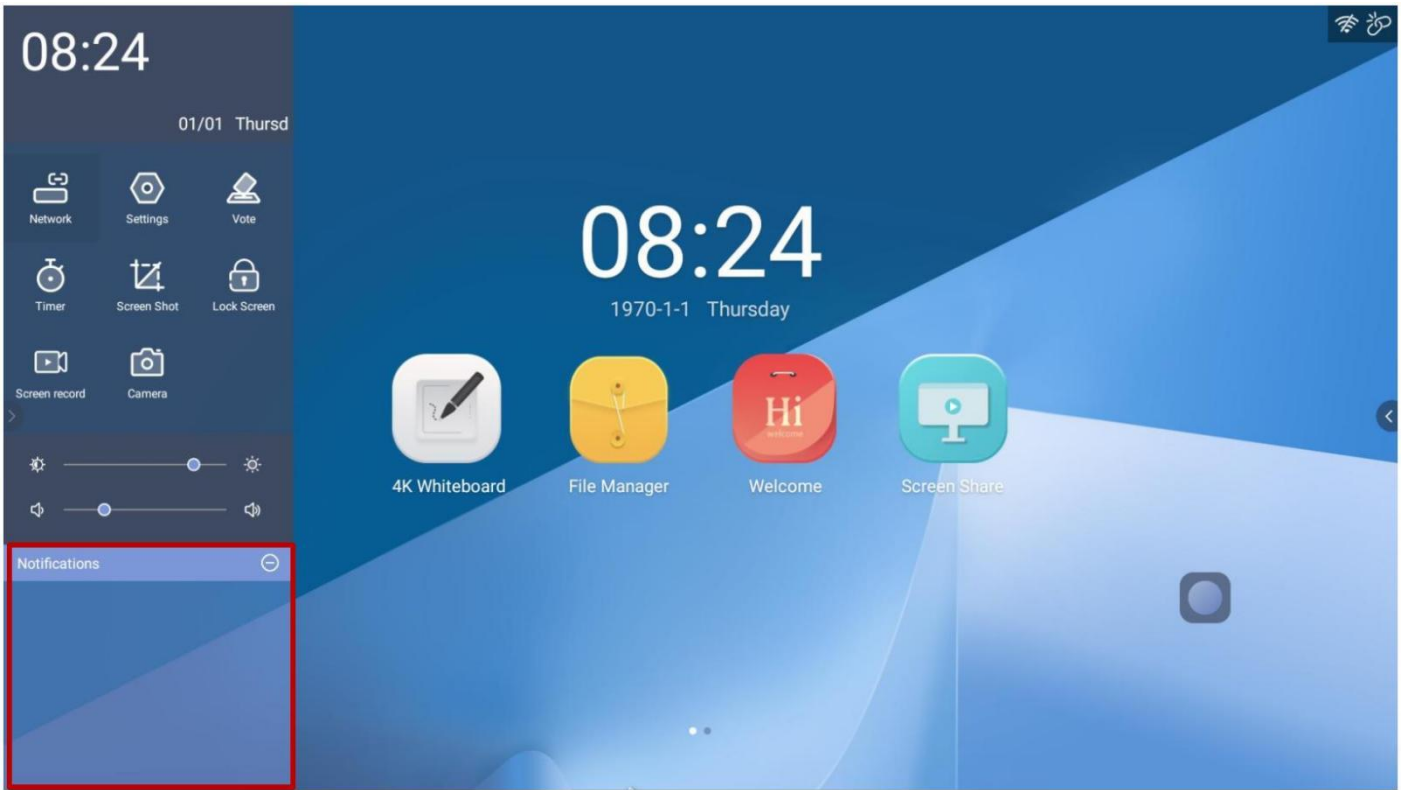 08:24
01/01 Thursd
Network Settings Vote
Timer Screen Shot Lock Screen
Screen record Camera
Notifications
08:24
1970-1-1 Thursday
Hi
welcome
4K Whiteboard File Manager Welcome Screen Share